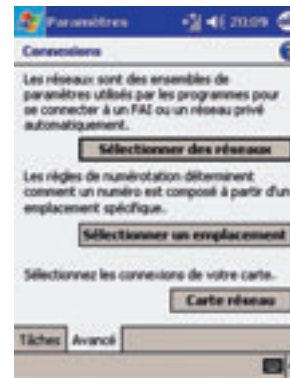 Paramètres 20:09
Connexions
Les réseaux sont des ensembles de
paramètres utilisés par les programmes pour
se connecter à un FAI ou un réseau privé
automatiquement.
Sélectionner des réseaux
Les règles de numérotation déterminent
comment un numéro est composé à partir d'un
emplacement spécifique.
Sélectionner un emplacement
Sélectionnez les connexions de votre carte.
Carte réseau
Tâches Avancé